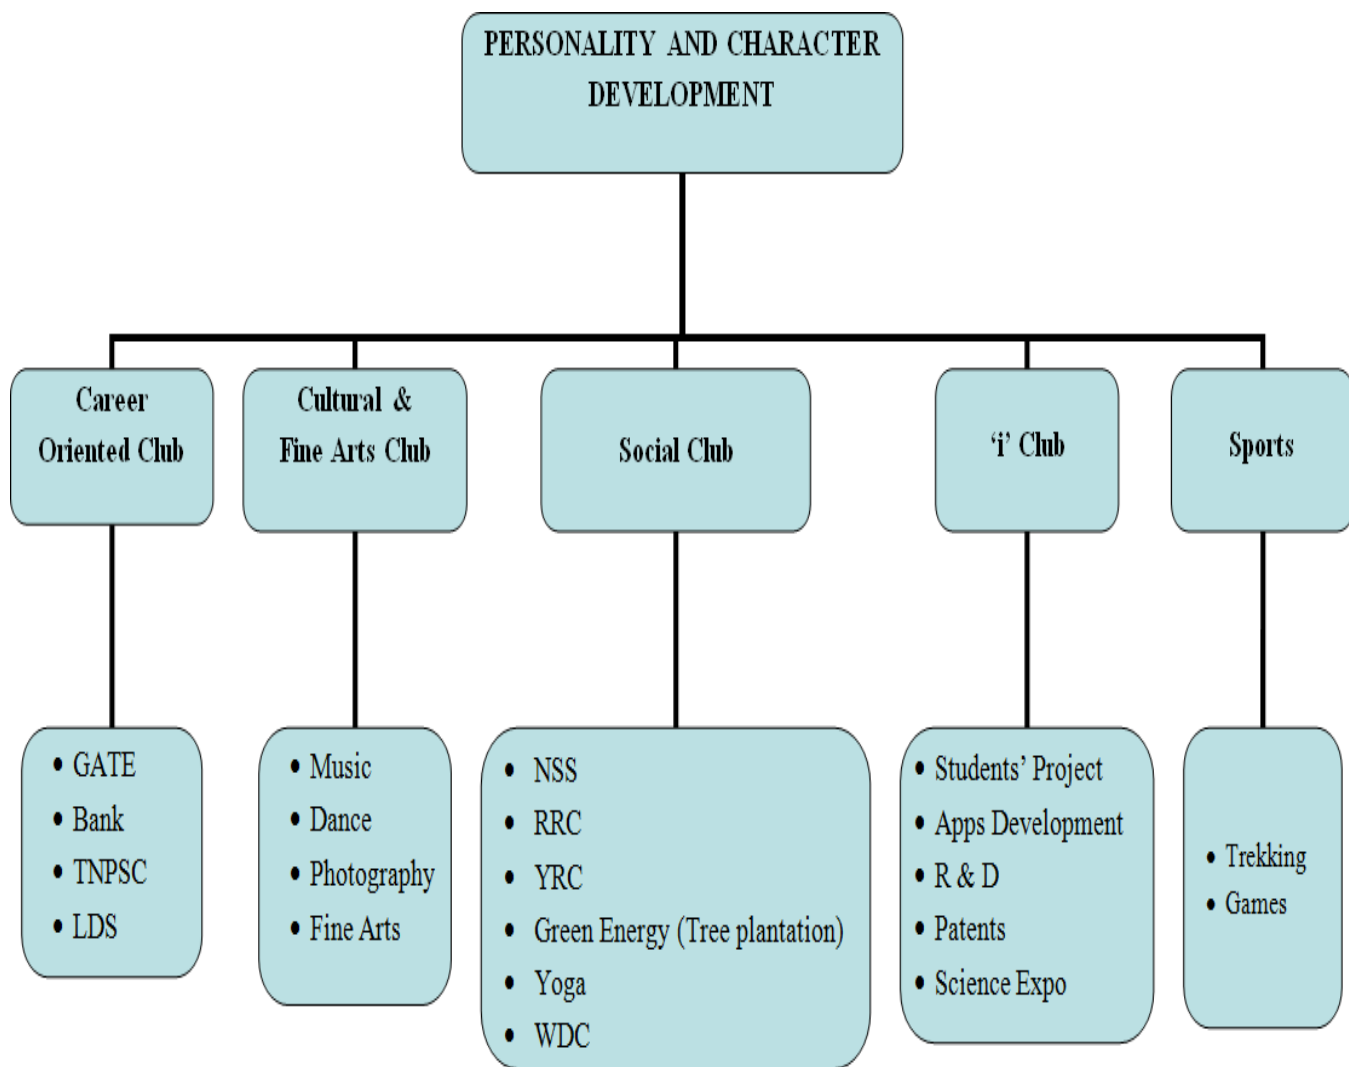 PERSONALITY AND CHARACTER
DEVELOPMENT
Career
Oriented Club
Cultural &
Fine Arts Club
Social Club
‘i’ Club
Sports
• GATE
• Bank
• TNPSC
• LDS
• Music
• Dance
• Photography
• Fine Arts
• NSS
• RRC
• YRC
• Green Energy (Tree plantation)
• Yoga
• WDC
• Students’ Project
• Apps Development
• R & D
• Patents
• Science Expo
• Trekking
• Games